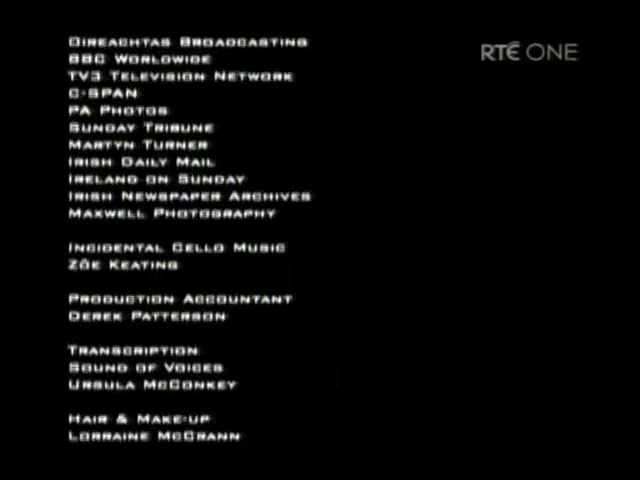 Oireachtas Broadcasting
BBC Worldwide
TV3 Television Network
C-SPAN
PA Photos
Sunday Tribune
Martyn Turner
Irish Daily Mail
Ireland on Sunday
Irish Newspaper Archives
Maxwell Photography
Incidental Cello Music
Zöe Keating
Production Accountant
Derek Patterson
Transcription
Sound of Voices
Ursula McConkey
Hair & Make-up
Lorraine McCrann
RTÉ ONE